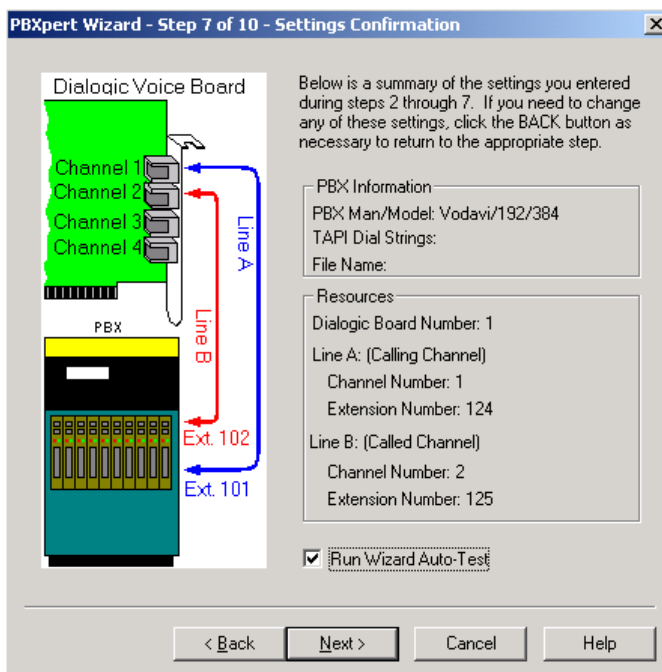 PBXpert Wizard - Step 7 of 10 - Settings Confirmation
Dialogic Voice Board
Channel 1
Channel 2
Channel 3
Channel 4
Line A
Line B
PBX
Ext. 102
Ext. 101
Below is a summary of the settings you entered
during steps 2 through 7. If you need to change
any of these settings, click the BACK button as
necessary to return to the appropriate step.
PBX Information
PBX Man/Model: Vodavi/192/384
TAPI Dial Strings:
File Name:
Resources
Dialogic Board Number: 1
Line A: (Calling Channel)
Channel Number: 1
Extension Number: 124
Line B: (Called Channel)
Channel Number: 2
Extension Number: 125
Run Wizard Auto-Test
< Back
Next >
Cancel
Help